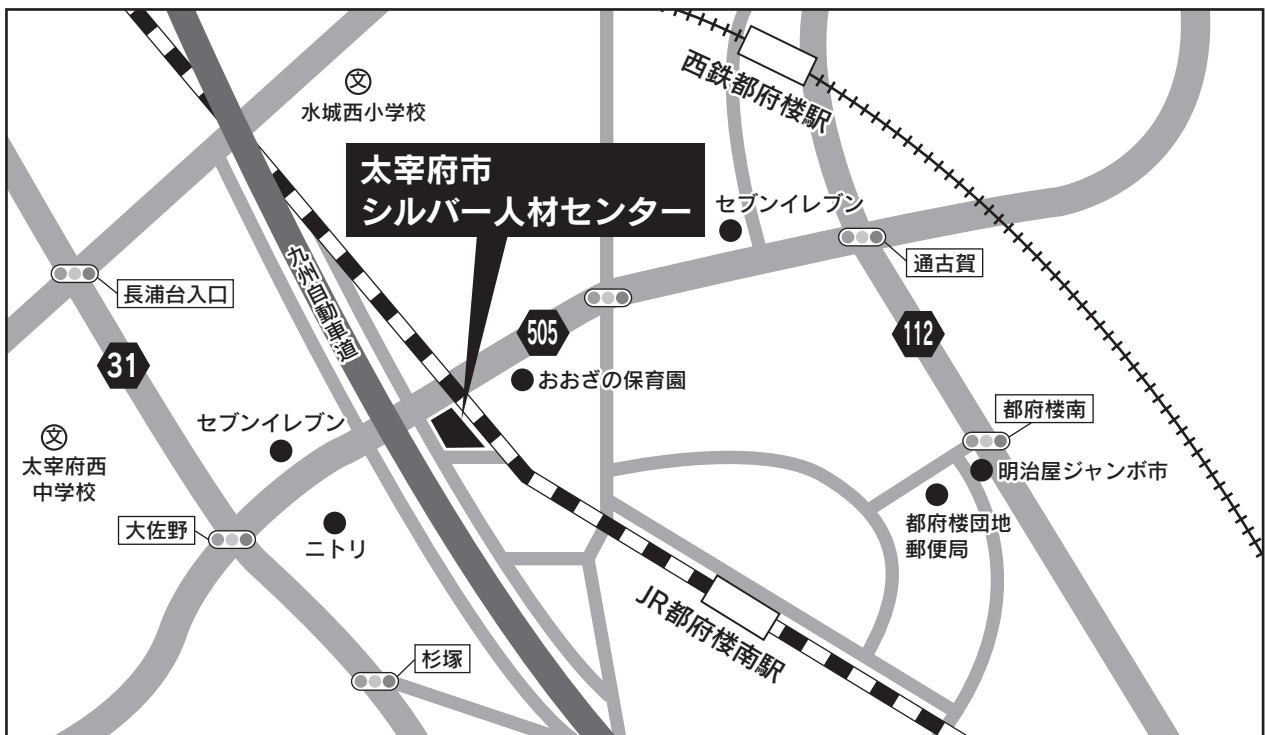 文
水城西小学校
西鉄都府楼駅
太宰府市
シルバー人材センター
セブンイレブン
通古賀
九州自動車道
長浦台入口
31
505
112
おおざの保育園
都府楼南
セブンイレブン
文
太宰府西
中学校
明治屋ジャンボ市
都府楼団地
郵便局
大佐野
ニトリ
JR都府楼南駅
杉塚